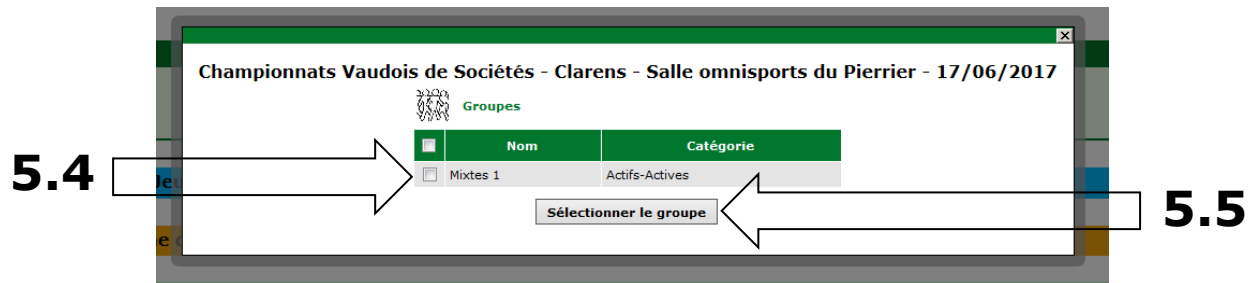 Championnats Vaudois de Sociétés - Clarens - Salle omnisports du Pierrier - 17/06/2017
Groupes
Nom Catégorie
5.4
Mixtes 1 Actifs-Actives
Sélectionner le groupe
5.5